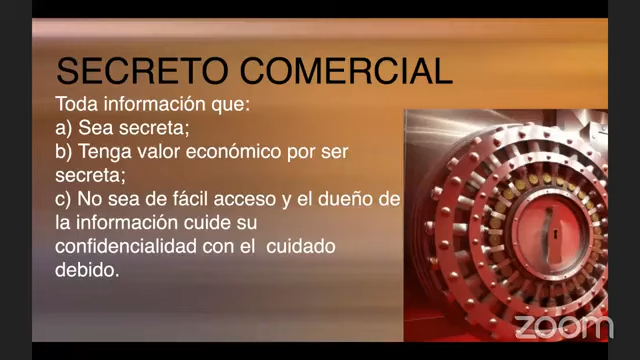 SECRETO COMERCIAL
Toda información que:
a) Sea secreta;
b) Tenga valor económico por ser
secreta;
c) No sea de fácil acceso y el dueño de
la información cuide su
confidencialidad con el  cuidado
debido.
zoom